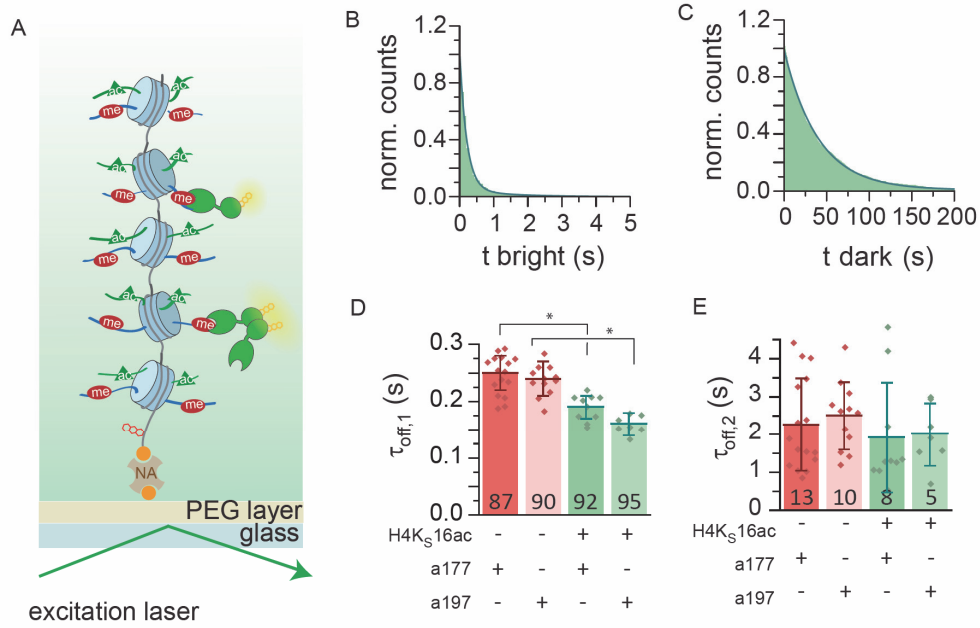 A
ac
ac
me
me
ac
ac
me
me
ac
ac
me
me
ac
ac
me
me
ac
ac
me
me
NA
PEG layer
glass
excitation laser
B
norm. counts
1.2
0.8
0.4
0.0
0 1 2 3 4 5
t bright (s)
C
norm. counts
1.2
0.8
0.4
0.0
0 50 100 150 200
t dark (s)
D
* *
τoff,1 (s)
0.3
0.2
0.1
0.0
87 90 92 95
H4KS16ac - - + +
a177 + - + -
a197 - + - +
E
τoff,2 (s)
4
3
2
1
0
13 10 8 5
- - + +
+ - + -
- + - +